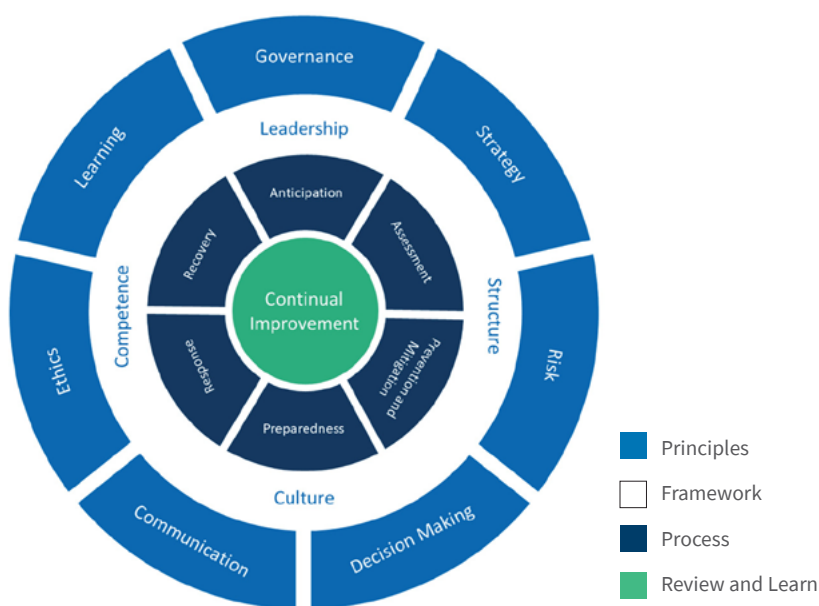 Governance
Strategy
Risk
Decision Making
Communication
Ethics
Learning
Leadership
Structure
Culture
Competence
Anticipation
Assessment
Prevention and
Mitigation
Preparedness
Response
Recovery
Continual
Improvement
Principles
Framework
Process
Review and Learn